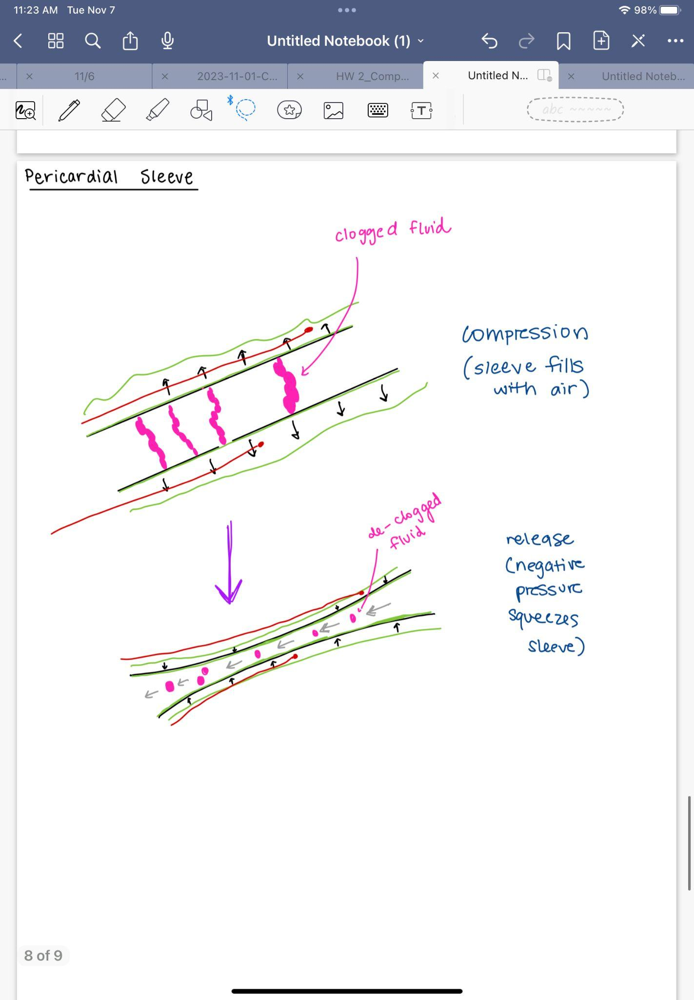 11:23 AM Tue Nov 7
98%
Untitled Notebook (1)
...
11/6
2023-11-01-C...
HW 2_Comp...
Untitled N...
Untitled Noteb...
T
abc
Pericardial Sleeve
clogged fluid
compression
(sleeve fills
with air)
de-clogged
fluid
release
(negative
pressure
squeezes
sleeve)
8 of 9